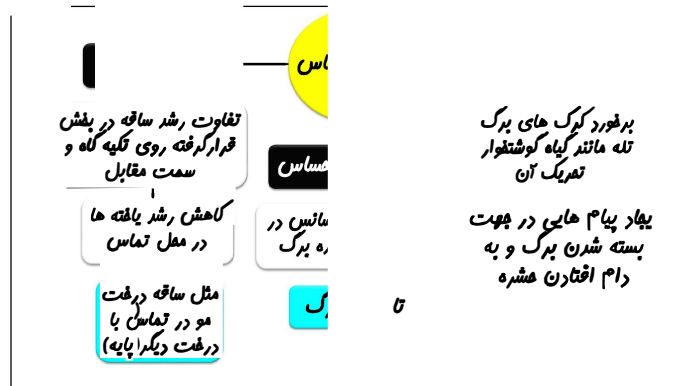 برخورد کرک های برگ
تله مانند گیاه گوشتخوار
تحریک آن
یجاد پیام هایی در جهت
بسته شدن برگ و به
دام افتادن حشره
تا
تفاوت رشد ساقه در بخش
قرارگرفته روی تکیه گاه و
سمت مقابل
کاهش رشد یاخته ها
در محل تماس
مثل ساقه درخت
مو در تماس با
درخت دیگر(پایه)